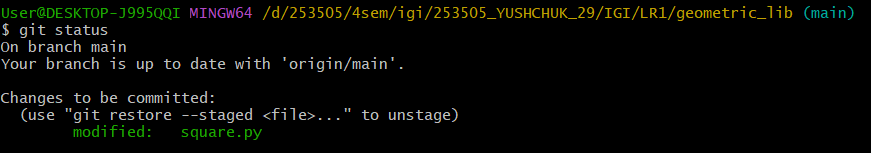 User@DESKTOP-J995QQI MINGW64 /d/253505/4sem/igi/253505_YUSHCHUK_29/IGI/LR1/geometric_lib (main)
$ git status
On branch main
Your branch is up to date with 'origin/main'.

Changes to be committed:
  (use "git restore --staged <file>..." to unstage)
        modified:   square.py